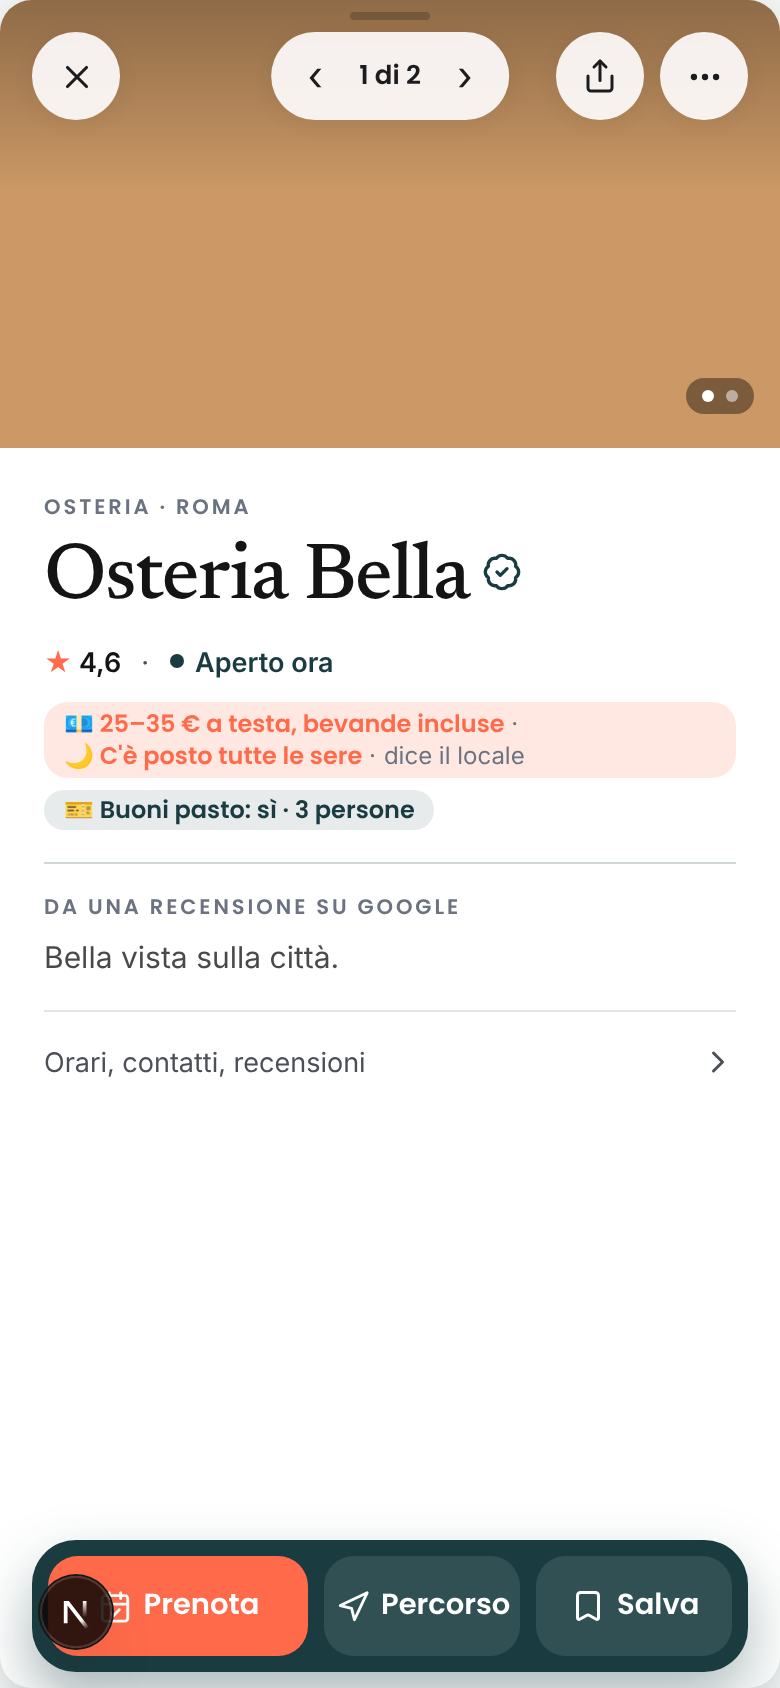 1 di 2
OSTERIA · ROMA
Osteria Bella
★ 4,6 · ● Aperto ora
💶 25–35 € a testa, bevande incluse ·
🌙 C'è posto tutte le sere · dice il locale
🎫 Buoni pasto: sì · 3 persone
DA UNA RECENSIONE SU GOOGLE
Bella vista sulla città.
Orari, contatti, recensioni
N
Prenota
Percorso
Salva